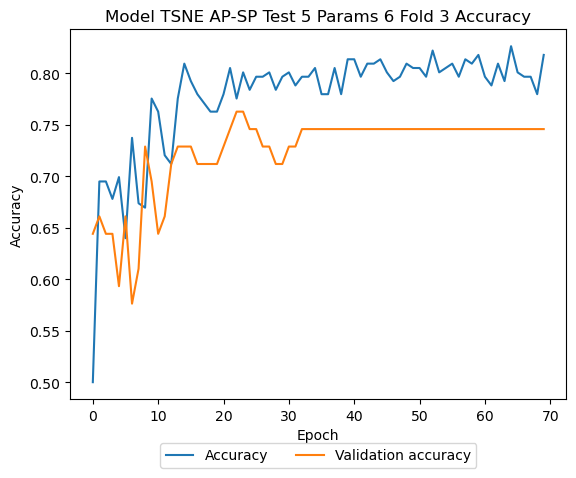 Model TSNE AP-SP Test 5 Params 6 Fold 3 Accuracy
0.80
0.75
0.70
0.65
0.60
0.55
0.50
Accuracy
0 10 20 30 40 50 60 70
Epoch
Accuracy Validation accuracy